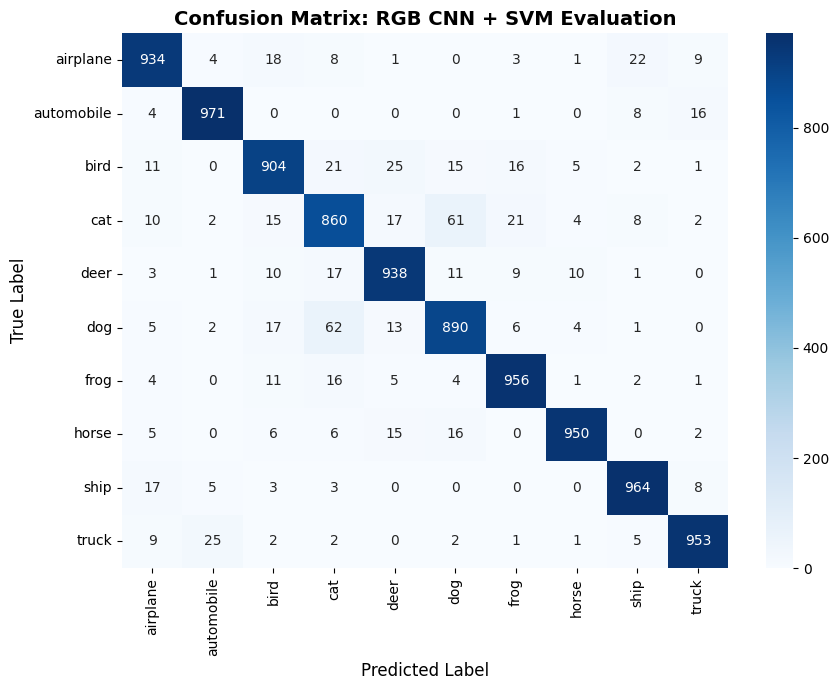 Confusion Matrix: RGB CNN + SVM Evaluation
airplane 934 4 18 8 1 0 3 1 22 9
automobile 4 971 0 0 0 0 1 0 8 16
bird 11 0 904 21 25 15 16 5 2 1
cat 10 2 15 860 17 61 21 4 8 2
deer 3 1 10 17 938 11 9 10 1 0
dog 5 2 17 62 13 890 6 4 1 0
frog 4 0 11 16 5 4 956 1 2 1
horse 5 0 6 6 15 16 0 950 0 2
ship 17 5 3 3 0 0 0 0 964 8
truck 9 25 2 2 0 2 1 1 5 953
airplane automobile bird cat deer dog frog horse ship truck
Predicted Label
True Label
800
600
400
200
0